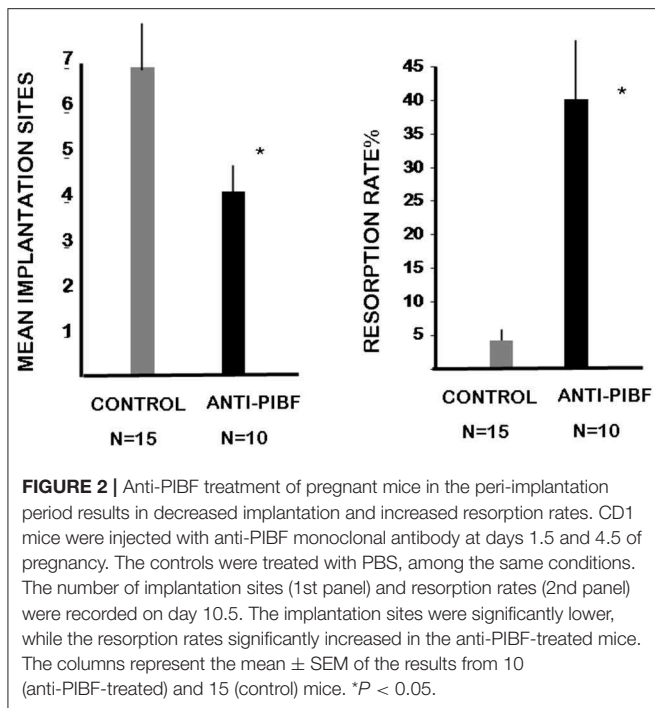 MEAN IMPLANTATION SITES
7
6
5
4
3
2
1
*
CONTROL ANTI-PIBF
N=15 N=10
RESORPTION RATE%
45
40
35
30
25
20
15
10
5
*
CONTROL ANTI-PIBF
N=15 N=10
FIGURE 2 | Anti-PIBF treatment of pregnant mice in the peri-implantation
period results in decreased implantation and increased resorption rates. CD1
mice were injected with anti-PIBF monoclonal antibody at days 1.5 and 4.5 of
pregnancy. The controls were treated with PBS, among the same conditions.
The number of implantation sites (1st panel) and resorption rates (2nd panel)
were recorded on day 10.5. The implantation sites were significantly lower,
while the resorption rates significantly increased in the anti-PIBF-treated mice.
The columns represent the mean ± SEM of the results from 10
(anti-PIBF-treated) and 15 (control) mice. *P < 0.05.